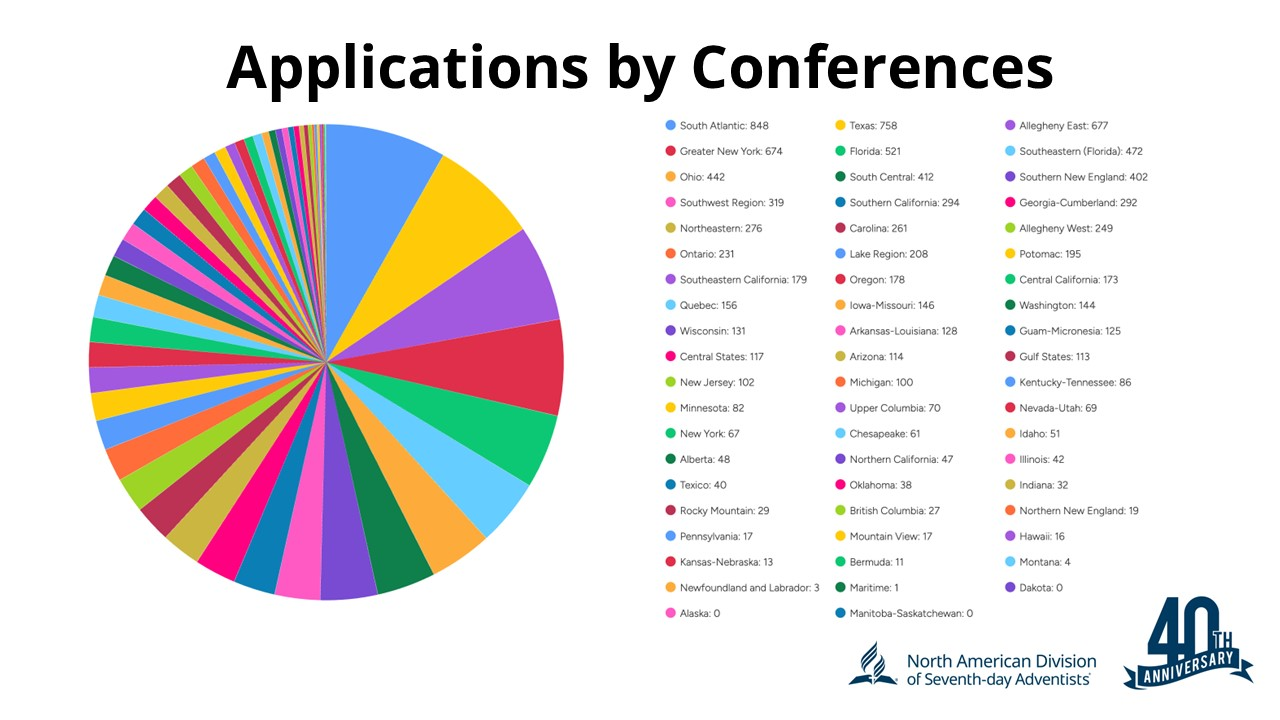 Applications by Conferences
South Atlantic: 848 Texas: 758 Allegheny East: 677
Greater New York: 674 Florida: 521 Southeastern (Florida): 472
Ohio: 442 South Central: 412 Southern New England: 402
Southwest Region: 319 Southern California: 294 Georgia-Cumberland: 292
Northeastern: 276 Carolina: 261 Allegheny West: 249
Ontario: 231 Lake Region: 208 Potomac: 195
Southeastern California: 179 Oregon: 178 Central California: 173
Quebec: 156 Iowa-Missouri: 146 Washington: 144
Wisconsin: 131 Arkansas-Louisiana: 128 Guam-Micronesia: 125
Central States: 117 Arizona: 114 Gulf States: 113
New Jersey: 102 Michigan: 100 Kentucky-Tennessee: 86
Minnesota: 82 Upper Columbia: 70 Nevada-Utah: 69
New York: 67 Chesapeake: 61 Idaho: 51
Alberta: 48 Northern California: 47 Illinois: 42
Texico: 40 Oklahoma: 38 Indiana: 32
Rocky Mountain: 29 British Columbia: 27 Northern New England: 19
Pennsylvania: 17 Mountain View: 17 Hawaii: 16
Kansas-Nebraska: 13 Bermuda: 11 Montana: 4
Newfoundland and Labrador: 3 Maritime: 1 Dakota: 0
Alaska: 0 Manitoba-Saskatchewan: 0
North American Division
of Seventh-day Adventists
40TH
ANNIVERSARY